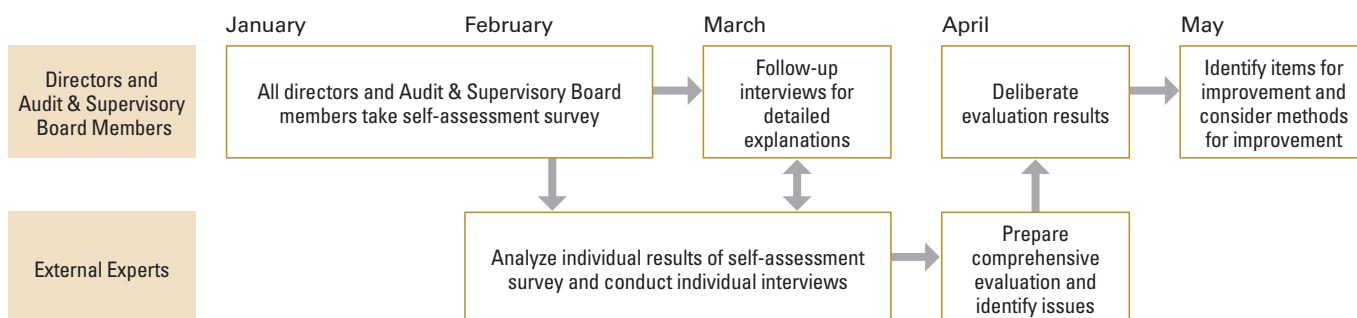 January
February
March
April
May
Directors and
Audit & Supervisory
Board Members
All directors and Audit & Supervisory Board
members take self-assessment survey
Follow-up
interviews for
detailed
explanations
Deliberate
evaluation results
Identify items for
improvement and
consider methods
for improvement
External Experts
Analyze individual results of self-assessment
survey and conduct individual interviews
Prepare
comprehensive
evaluation and
identify issues